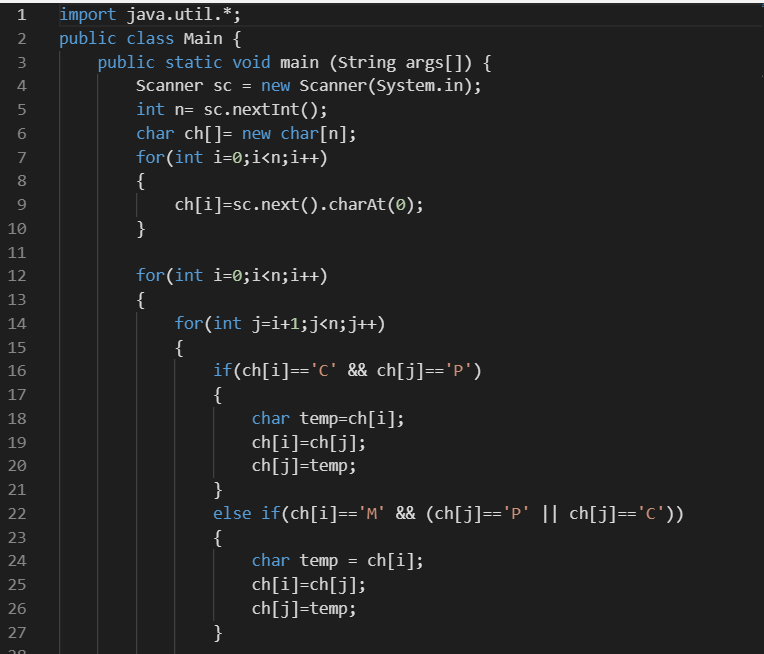 1 import java.util.*;
2 public class Main {
3 public static void main (String args[]) {
4 Scanner sc = new Scanner(System.in);
5 int n= sc.nextInt();
6 char ch[]= new char[n];
7 for(int i=0;i<n;i++)
8 {
9 ch[i]=sc.next().charAt(0);
10 }
11
12 for(int i=0;i<n;i++)
13 {
14 for(int j=i+1;j<n;j++)
15 {
16 if(ch[i]=='C' && ch[j]=='P')
17 {
18 char temp=ch[i];
19 ch[i]=ch[j];
20 ch[j]=temp;
21 }
22 else if(ch[i]=='M' && (ch[j]=='P' || ch[j]=='C'))
23 {
24 char temp = ch[i];
25 ch[i]=ch[j];
26 ch[j]=temp;
27 }